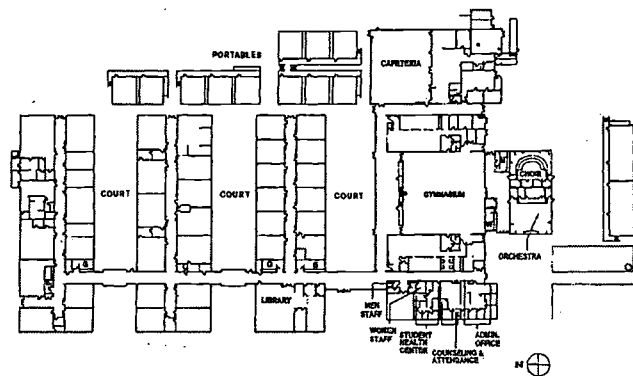 PORTABLES
CAFETERIA
COURT
COURT
COURT
GYMNASIUM
CHOIR
ORCHESTRA
G
G
B
LIBRARY
MEN
STAFF
WOMEN
STAFF
STUDENT
HEALTH
CENTER
COUNSELING &
ATTENDANCE
ADMIN.
OFFICE
N